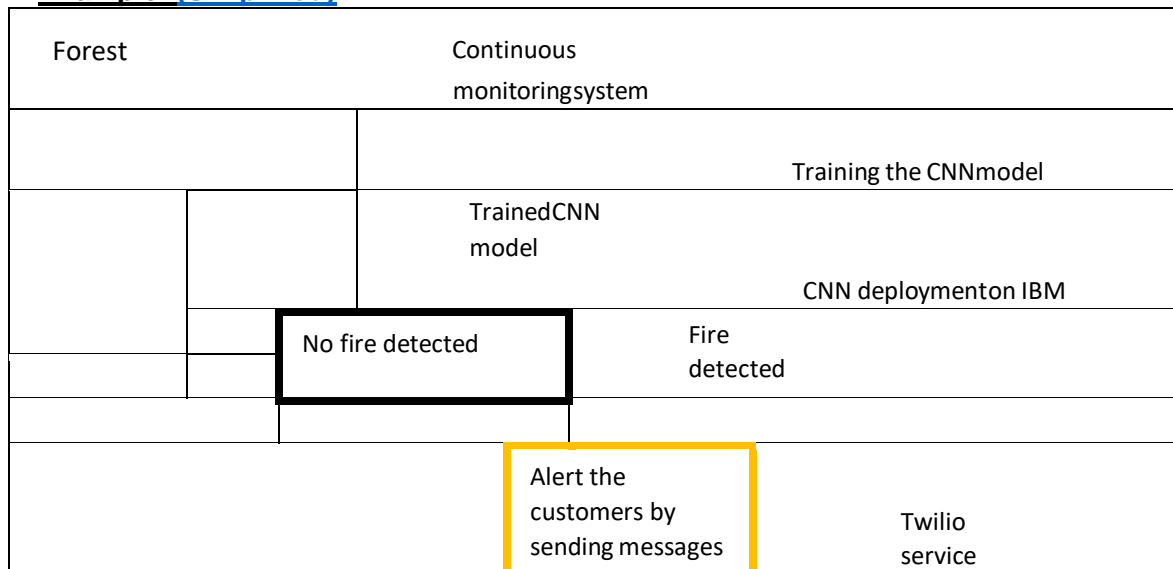 Forest
Continuous
monitoringsystem
Training the CNNmodel
TrainedCNN
model
CNN deploymenton IBM
No fire detected
Fire
detected
Alert the
customers by
sending messages
Twilio
service